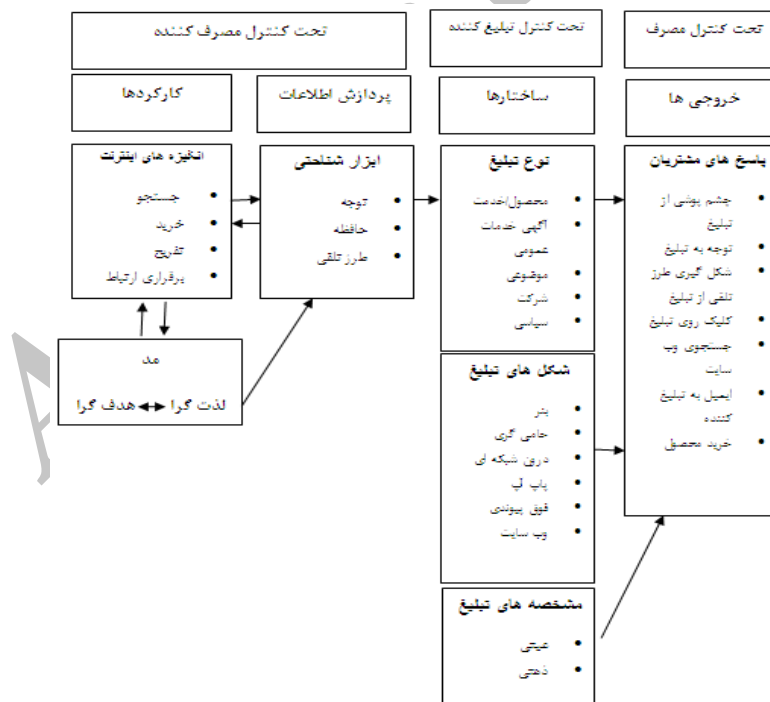 تحت کنترل مصرف کننده
تحت کنترل تبلیغ کننده
تحت کنترل مصرف
کارکردها
پردازش اطلاعات
ساختارها
خروجی ها
انگیزه های اینترنت
جستجو
خرید
تفریح
برقراری ارتباط
ابزار شناختی
توجه
حافظه
طرز تلقی
مد
لذت گرا
هدف گرا
نوع تبلیغ
محصول/خدمت
آگهی خدمات
عمومی
موضوعی
شرکت
سیاسی
شکل های تبلیغ
بنر
حامی گری
درون شبکه ای
پاپ آپ
فوق پیوندی
وب سایت
مشخصه های تبلیغ
عینی
ذهنی
پاسخ های مشتریان
چشم پوشی از
تبلیغ
توجه به تبلیغ
شکل گیری طرز
تلقی از تبلیغ
کلیک روی تبلیغ
جستجوی وب
سایت
ایمیل به تبلیغ
کننده
خرید محصول